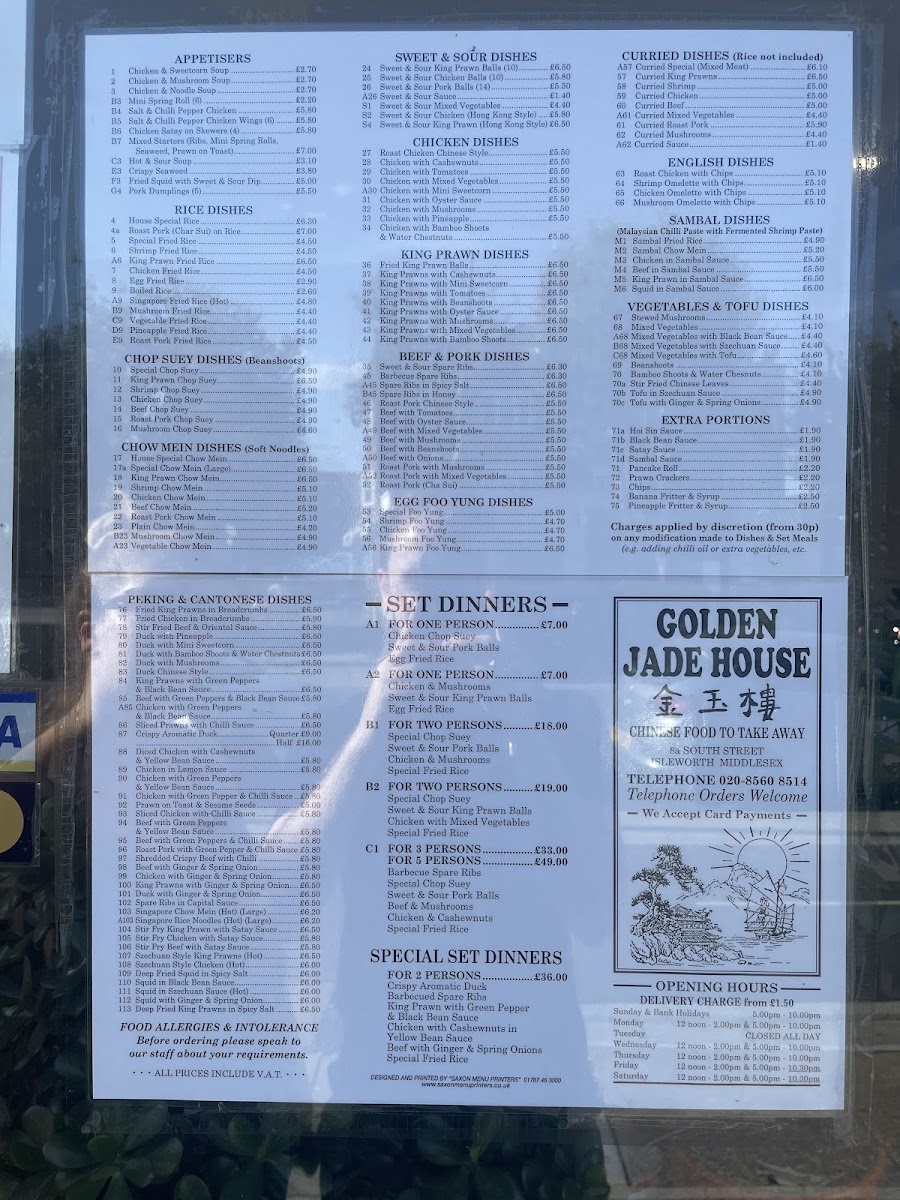 APPETISERS
1 Chicken & Sweetcorn Soup £2.70
2 Chicken & Mushroom Soup £2.70
3 Chicken & Noodle Soup £2.70
B3 Mini Spring Roll (6) £2.20
B4 Salt & Chilli Pepper Chicken £5.80
B5 Salt & Chilli Pepper Chicken Wings (6) £5.80
B6 Chicken Satay on Skewers (4) £5.80
B7 Mixed Starters (Ribs, Mini Spring Rolls,
Seaweed, Prawn on Toast) £7.00
C3 Hot & Sour Soup £3.10
E3 Crispy Seaweed £3.80
F3 Fried Squid with Sweet & Sour Dip £5.00
G4 Pork Dumplings (5) £5.50
RICE DISHES
4 House Special Rice £6.30
4a Roast Pork (Char Sui) on Rice £7.00
5 Special Fried Rice £4.50
6 Shrimp Fried Rice £4.50
A6 King Prawn Fried Rice £6.50
7 Chicken Fried Rice £4.50
8 Egg Fried Rice £2.90
9 Boiled Rice £2.60
A9 Singapore Fried Rice (Hot) £4.80
B9 Mushroom Fried Rice £4.40
C9 Vegetable Fried Rice £4.40
D9 Pineapple Fried Rice £4.40
E9 Roast Pork Fried Rice £4.50
CHOP SUEY DISHES (Beanshoots)
10 Special Chop Suey £4.90
11 King Prawn Chop Suey £6.50
12 Shrimp Chop Suey £4.90
13 Chicken Chop Suey £4.90
14 Beef Chop Suey £4.90
15 Roast Pork Chop Suey £4.90
16 Mushroom Chop Suey £4.60
CHOW MEIN DISHES (Soft Noodles)
17 House Special Chow Mein £6.50
17a Special Chow Mein (Large) £6.50
18 King Prawn Chow Mein £6.50
19 Shrimp Chow Mein £5.10
20 Chicken Chow Mein £5.10
21 Beef Chow Mein £5.20
22 Roast Pork Chow Mein £5.10
23 Plain Chow Mein £4.20
B23 Mushroom Chow Mein £4.90
A23 Vegetable Chow Mein £4.90
SWEET & SOUR DISHES
24 Sweet & Sour King Prawn Balls (10) £6.50
25 Sweet & Sour Chicken Balls (10) £5.80
26 Sweet & Sour Pork Balls (14) £5.50
A26 Sweet & Sour Sauce £1.40
S1 Sweet & Sour Mixed Vegetables £4.40
S2 Sweet & Sour Chicken (Hong Kong Style) £5.80
S4 Sweet & Sour King Prawn (Hong Kong Style) £6.50
CHICKEN DISHES
27 Roast Chicken Chinese Style £5.50
28 Chicken with Cashewnuts £5.50
29 Chicken with Tomatoes £5.50
30 Chicken with Mixed Vegetables £5.50
A30 Chicken with Mini Sweetcorn £5.50
31 Chicken with Oyster Sauce £5.50
32 Chicken with Mushrooms £5.50
33 Chicken with Pineapple £5.50
34 Chicken with Bamboo Shoots
& Water Chestnuts £5.50
KING PRAWN DISHES
36 Fried King Prawn Balls £6.50
37 King Prawns with Cashewnuts £6.50
38 King Prawns with Mini Sweetcorn £6.50
39 King Prawns with Tomatoes £6.50
40 King Prawns with Beanshoots £6.50
41 King Prawns with Oyster Sauce £6.50
42 King Prawns with Mushrooms £6.50
43 King Prawns with Mixed Vegetables £6.50
44 King Prawns with Bamboo Shoots £6.50
BEEF & PORK DISHES
35 Sweet & Sour Spare Ribs £6.30
45 Barbecue Spare Ribs £6.30
A45 Spare Ribs in Spicy Salt £6.50
B45 Spare Ribs in Honey £6.50
46 Roast Pork Chinese Style £5.50
47 Beef with Tomatoes £5.50
48 Beef with Oyster Sauce £5.50
A49 Beef with Mixed Vegetables £5.50
49 Beef with Mushrooms £5.50
50 Beef with Beanshoots £5.50
A50 Beef with Onions £5.50
51 Roast Pork with Mushrooms £5.50
A52 Roast Pork with Mixed Vegetables £5.50
52 Roast Pork (Cha Sui) £5.50
EGG FOO YUNG DISHES
53 Special Foo Yung £5.00
54 Shrimp Foo Yung £4.70
55 Chicken Foo Yung £4.70
56 Mushroom Foo Yung £4.70
A56 King Prawn Foo Yung £6.50
CURRIED DISHES (Rice not included)
A57 Curried Special (Mixed Meat) £6.10
57 Curried King Prawns £6.50
58 Curried Shrimp £5.00
59 Curried Chicken £5.00
60 Curried Beef £5.00
A61 Curried Mixed Vegetables £4.40
61 Curried Roast Pork £5.90
62 Curried Mushrooms £4.40
A62 Curried Sauce £1.40
ENGLISH DISHES
63 Roast Chicken with Chips £5.10
64 Shrimp Omelette with Chips £5.10
65 Chicken Omelette with Chips £5.10
66 Mushroom Omelette with Chips £5.10
SAMBAL DISHES
(Malaysian Chilli Paste with Fermented Shrimp Paste)
M1 Sambal Fried Rice £4.90
M2 Sambal Chow Mein £5.20
M3 Chicken in Sambal Sauce £5.50
M4 Beef in Sambal Sauce £5.50
M5 King Prawn in Sambal Sauce £6.50
M6 Squid in Sambal Sauce £6.00
VEGETABLES & TOFU DISHES
67 Stewed Mushrooms £4.10
68 Mixed Vegetables £4.10
A68 Mixed Vegetables with Black Bean Sauce £4.40
B68 Mixed Vegetables with Szechuan Sauce £4.40
C68 Mixed Vegetables with Tofu £4.60
69 Beanshoots £4.10
70 Bamboo Shoots & Water Chestnuts £4.10
70a Stir Fried Chinese Leaves £4.40
70b Tofu in Szechuan Sauce £4.90
70c Tofu with Ginger & Spring Onions £4.90
EXTRA PORTIONS
71a Hoi Sin Sauce £1.90
71b Black Bean Sauce £1.90
71c Satay Sauce £1.90
71d Sambal Sauce £1.90
71 Pancake Roll £2.20
72 Prawn Crackers £2.20
73 Chips £2.20
74 Banana Fritter & Syrup £2.50
75 Pineapple Fritter & Syrup £2.50
Charges applied by discretion (from 30p)
on any modification made to Dishes & Set Meals
(e.g. adding chilli oil or extra vegetables, etc.
PEKING & CANTONESE DISHES
76 Fried King Prawns in Breadcrumbs £6.50
77 Fried Chicken in Breadcrumbs £5.90
78 Stir Fried Beef & Oriental Sauce £5.80
79 Duck with Pineapple £6.50
80 Duck with Mini Sweetcorn £6.50
81 Duck with Bamboo Shoots & Water Chestnuts £6.50
82 Duck with Mushrooms £6.50
83 Duck Chinese Style £6.50
84 King Prawns with Green Peppers
& Black Bean Sauce £6.50
85 Beef with Green Peppers & Black Bean Sauce £5.80
A85 Chicken with Green Peppers
& Black Bean Sauce £5.80
86 Sliced Prawns with Chilli Sauce £6.50
87 Crispy Aromatic Duck Quarter £9.00
Half £16.00
88 Diced Chicken with Cashewnuts
& Yellow Bean Sauce £5.80
89 Chicken in Lemon Sauce £5.80
90 Chicken with Green Peppers
& Yellow Bean Sauce £5.80
91 Chicken with Green Pepper & Chilli Sauce £5.80
92 Prawn on Toast & Sesame Seeds £5.00
93 Sliced Chicken with Chilli Sauce £5.80
94 Beef with Green Peppers
& Yellow Bean Sauce £5.80
95 Beef with Green Peppers & Chilli Sauce £5.80
96 Roast Pork with Green Pepper & Chilli Sauce £5.80
97 Shredded Crispy Beef with Chilli £5.80
98 Beef with Ginger & Spring Onion £5.80
99 Chicken with Ginger & Spring Onion £5.80
100 King Prawns with Ginger & Spring Onion £6.50
101 Duck with Ginger & Spring Onion £6.50
102 Spare Ribs in Capital Sauce £6.50
103 Singapore Chow Mein (Hot) (Large) £6.20
A103 Singapore Rice Noodles (Hot) (Large) £6.20
104 Stir Fry King Prawn with Satay Sauce £6.50
105 Stir Fry Chicken with Satay Sauce £5.80
106 Stir Fry Beef with Satay Sauce £5.80
107 Szechuan Style King Prawns (Hot) £6.50
108 Szechuan Style Chicken (Hot) £6.00
109 Deep Fried Squid in Spicy Salt £6.00
110 Squid in Black Bean Sauce £6.00
111 Squid in Szechuan Sauce (Hot) £6.00
112 Squid with Ginger & Spring Onion £6.00
113 Deep Fried King Prawns in Spicy Salt £6.50
FOOD ALLERGIES & INTOLERANCE
Before ordering please speak to
our staff about your requirements.
• • • ALL PRICES INCLUDE V.A.T. • • •
SET DINNERS
A1 FOR ONE PERSON £7.00
Chicken Chop Suey
Sweet & Sour Pork Balls
Egg Fried Rice
A2 FOR ONE PERSON £7.00
Chicken & Mushrooms
Sweet & Sour King Prawn Balls
Egg Fried Rice
B1 FOR TWO PERSONS £18.00
Special Chop Suey
Sweet & Sour Pork Balls
Chicken & Mushrooms
Special Fried Rice
B2 FOR TWO PERSONS £19.00
Special Chop Suey
Sweet & Sour King Prawn Balls
Chicken with Mixed Vegetables
Special Fried Rice
C1 FOR 3 PERSONS £33.00
FOR 5 PERSONS £49.00
Barbecue Spare Ribs
Special Chop Suey
Sweet & Sour Pork Balls
Beef & Mushrooms
Chicken & Cashewnuts
Special Fried Rice
SPECIAL SET DINNERS
FOR 2 PERSONS £36.00
Crispy Aromatic Duck
Barbecued Spare Ribs
King Prawn with Green Pepper
& Black Bean Sauce
Chicken with Cashewnuts in
Yellow Bean Sauce
Beef with Ginger & Spring Onions
Special Fried Rice
DESIGNED AND PRINTED BY "SAXON MENU PRINTERS" 01787 46 3000
www.saxonmenuprinters.co.uk
GOLDEN
JADE HOUSE
金玉樓
CHINESE FOOD TO TAKE AWAY
8a SOUTH STREET
ISLEWORTH MIDDLESEX
TELEPHONE 020-8560 8514
Telephone Orders Welcome
We Accept Card Payments
OPENING HOURS
DELIVERY CHARGE from £1.50
Sunday & Bank Holidays 5.00pm - 10.00pm
Monday 12 noon - 2.00pm & 5.00pm - 10.00pm
Tuesday CLOSED ALL DAY
Wednesday 12 noon - 2.00pm & 5.00pm - 10.00pm
Thursday 12 noon - 2.00pm & 5.00pm - 10.00pm
Friday 12 noon - 2.00pm & 5.00pm - 10.30pm
Saturday 12 noon - 2.00pm & 5.00pm - 10.30pm
A